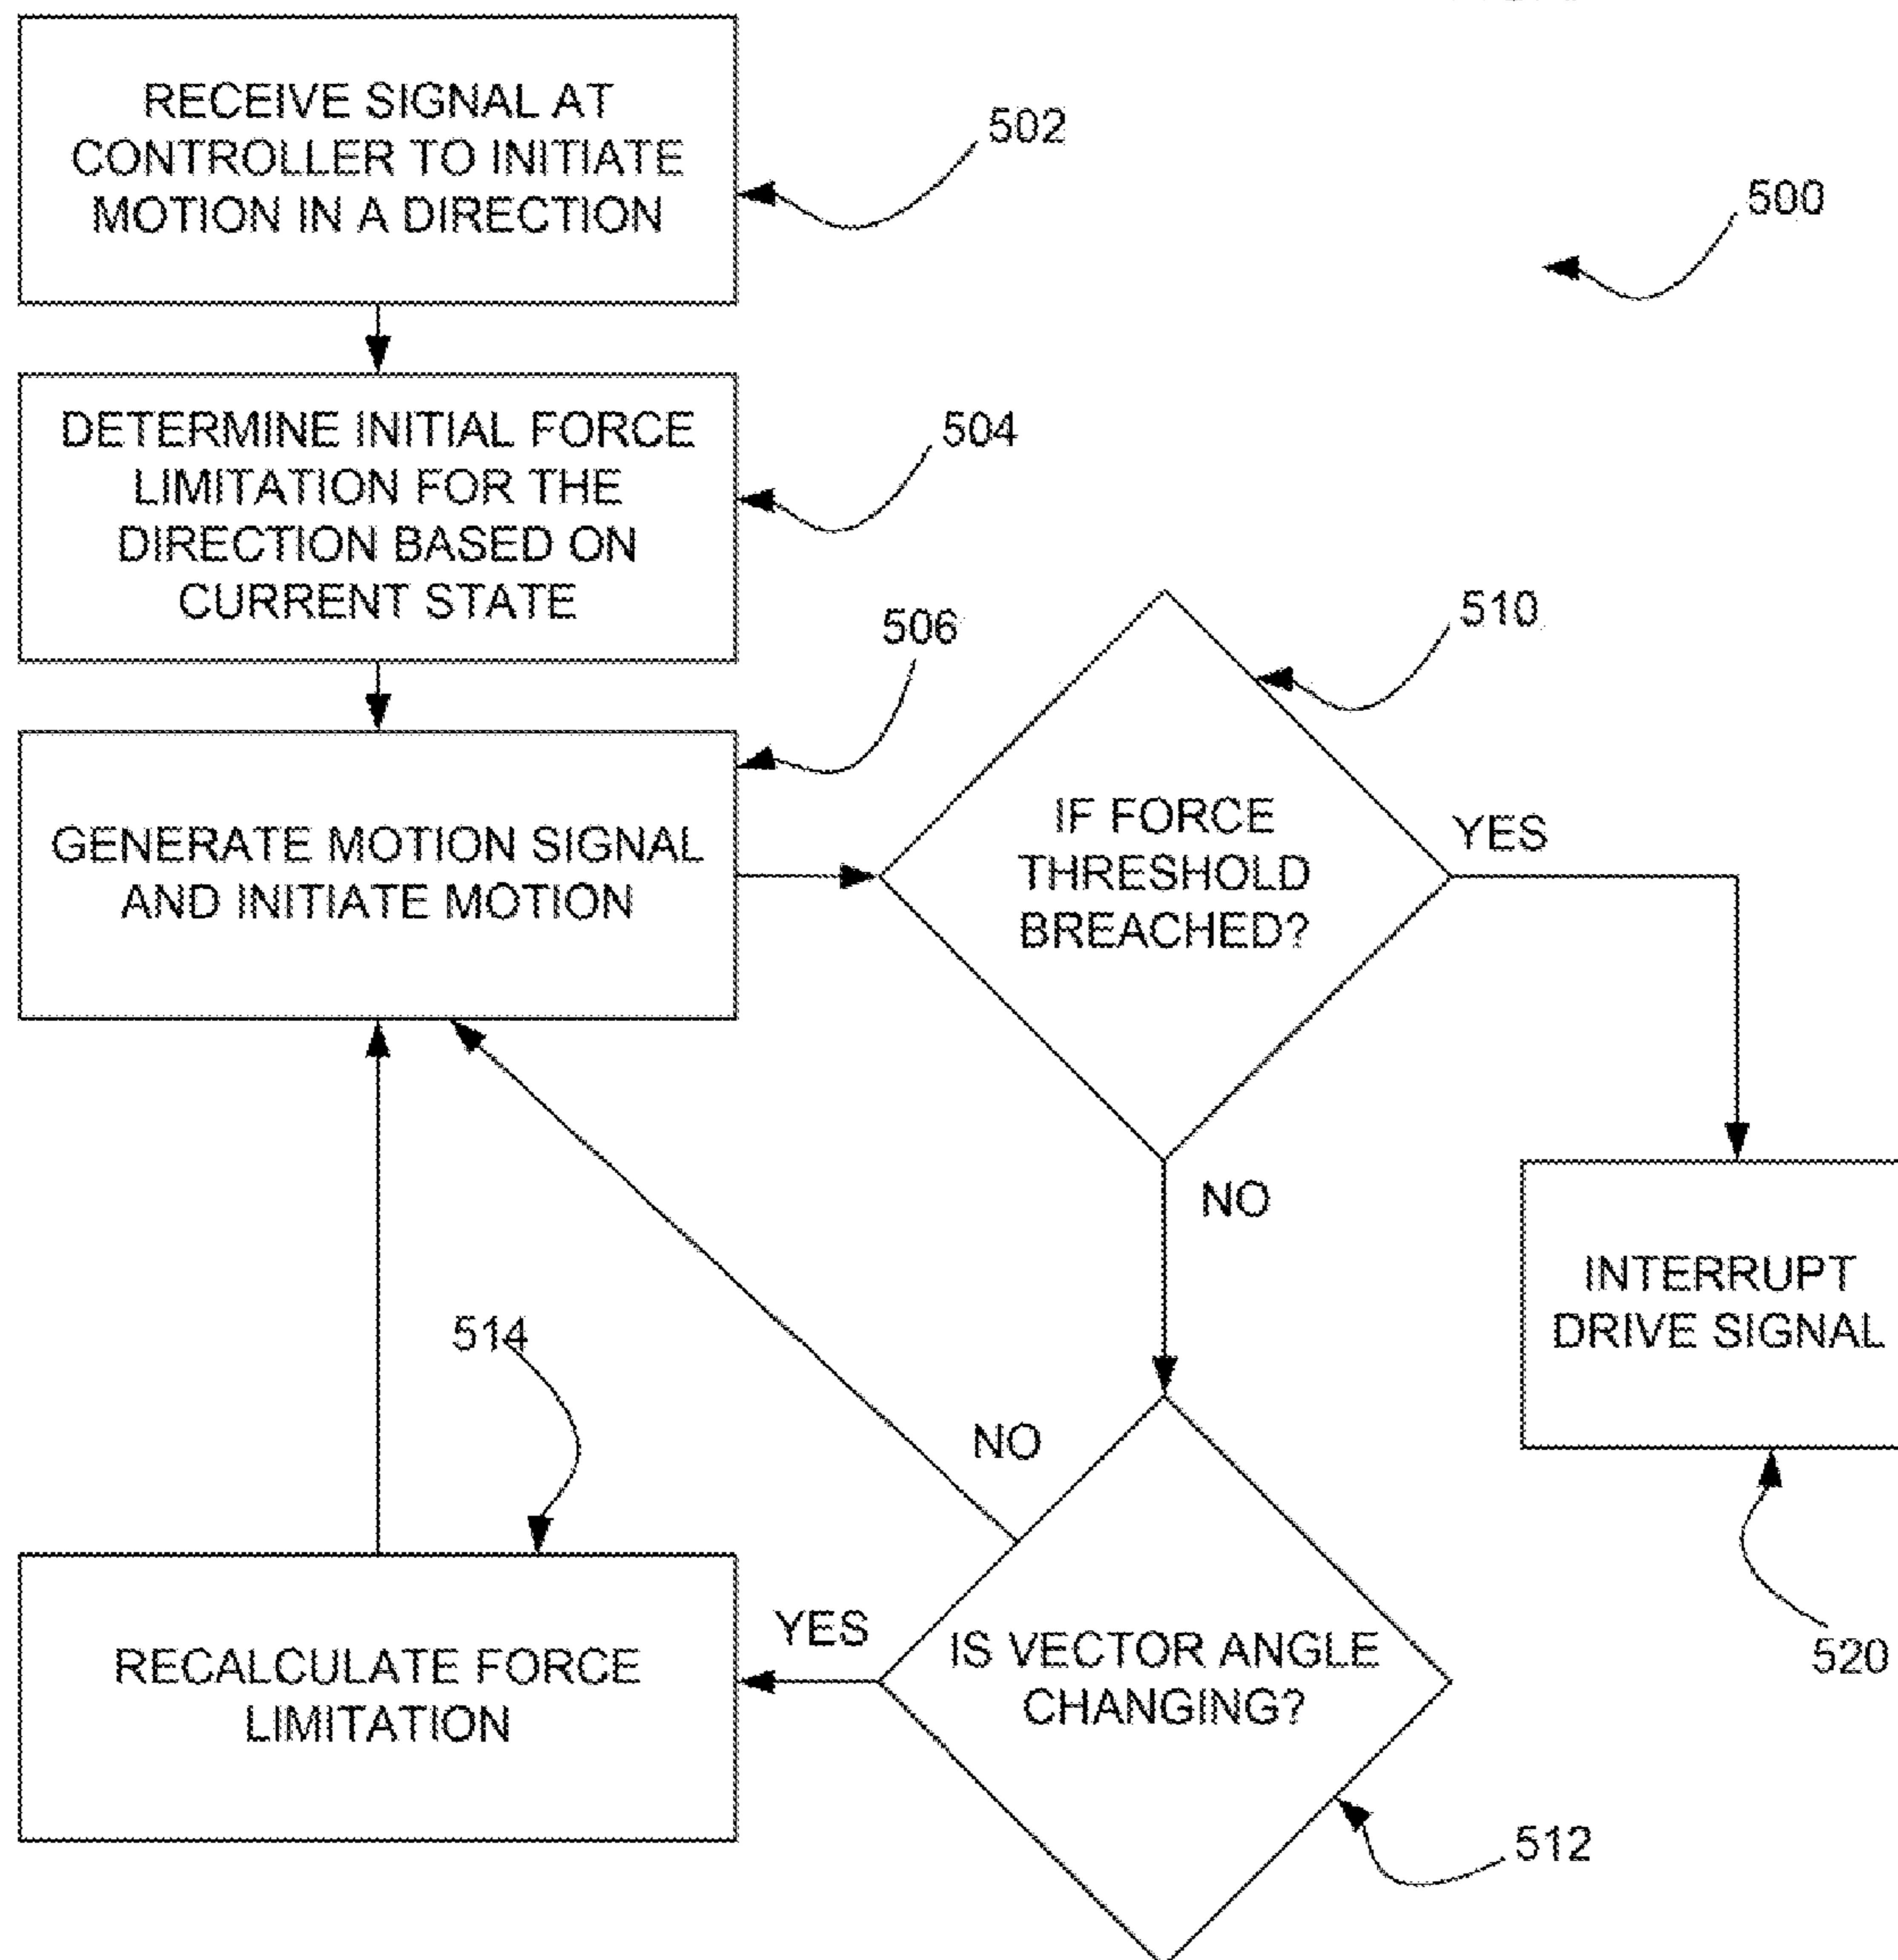 RECEIVE SIGNAL AT
CONTROLLER TO INITIATE
MOTION IN A DIRECTION
502
500
DETERMINE INITIAL FORCE
LIMITATION FOR THE
DIRECTION BASED ON
CURRENT STATE
504
506
GENERATE MOTION SIGNAL
AND INITIATE MOTION
510
IF FORCE
THRESHOLD
BREACHED?
YES
NO
INTERRUPT
DRIVE SIGNAL
520
514
NO
YES
RECALCULATE FORCE
LIMITATION
IS VECTOR ANGLE
CHANGING?
512